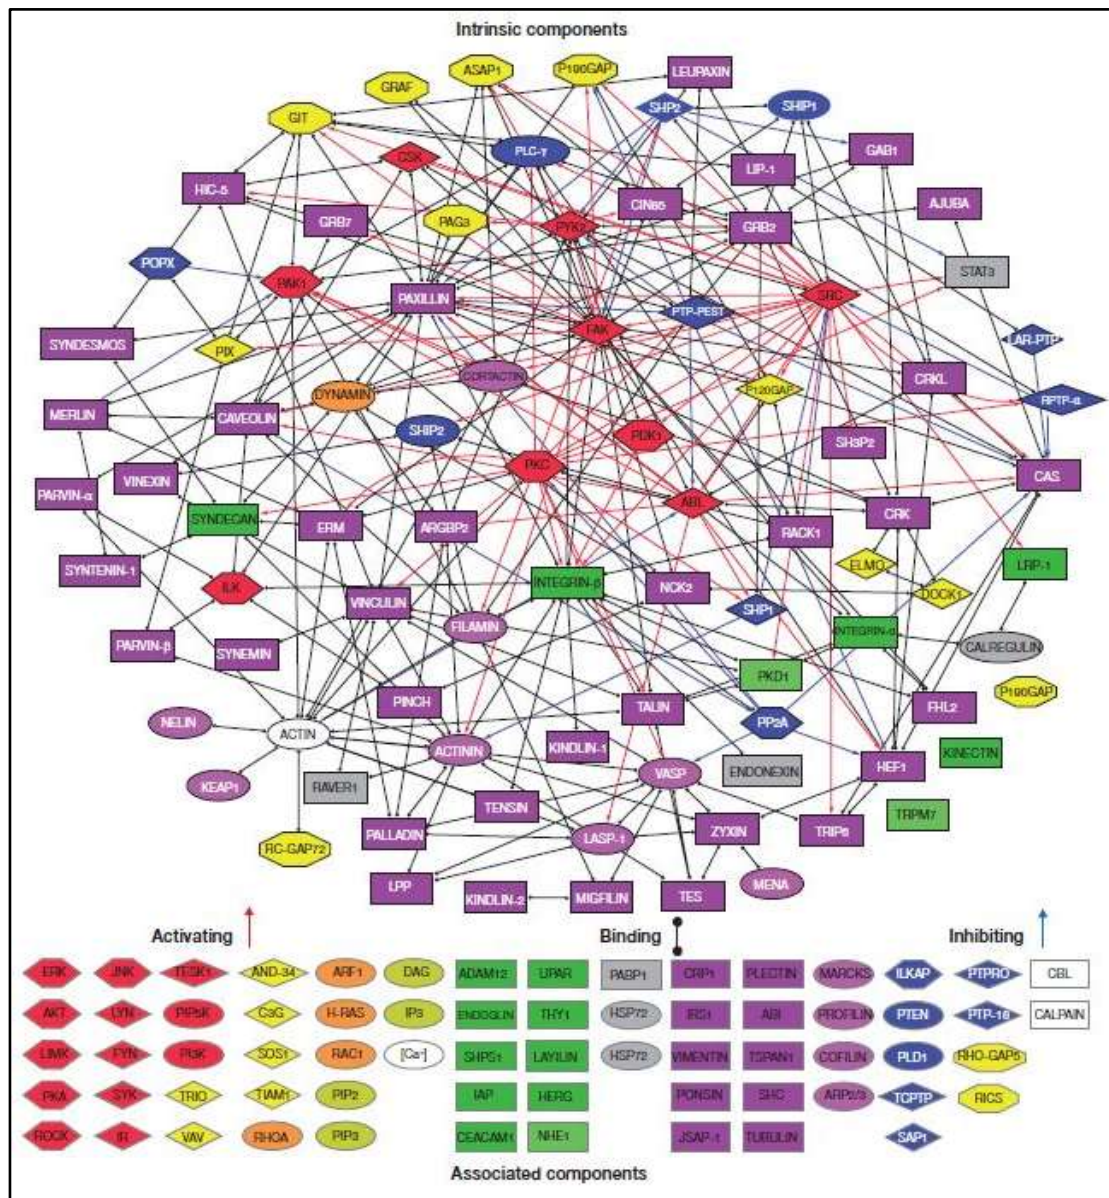 Intrinsic components
ASAP1
P190GAP
LEUPAXIN
GRAF
SHP2
SHIP1
GIT
CSK
PLC-γ
LIP-1
GAB1
HIC-5
GRB7
PAG3
PYK2
CIN85
GRB2
AJUBA
POPX
PAK1
PAXILLIN
SRC
STAT3
FAK
PTP-PEST
SYNDESMOS
PIX
LAR-PTP
CORTACTIN
P120GAP
CRKL
DYNAMIN
RPTP-α
MERLIN
CAVEOLIN
SHIP2
PDK1
SH3P2
PKC
VINEXIN
CAS
PARVIN-α
ABL
SYNDECAN
ERM
ARGBP2
RACK1
CRK
SYNTENIN-1
ELMO
LRP-1
ILK
INTEGRIN-β
NCK2
DOCK1
VINCULIN
SHP1
FILAMIN
INTEGRIN-α
PARVIN-β
SYNEMIN
CALREGULIN
PKD1
P190GAP
PINCH
TALIN
FHL2
NELIN
ACTIN
PP2A
ACTININ
KINDLIN-1
KINECTIN
VASP
ENDONEXIN
HEF1
KEAP1
RAVER1
TENSIN
TRPM7
PALLADIN
LASP-1
ZYXIN
TRIP6
RC-GAP72
LPP
KINDLIN-2
MIGFILIN
TES
MENA
Activating
Binding
Inhibiting
ERK JNK TESK1 AND-34 ARF1 DAG ADAM12 UPAR PABP1 CRP1 PLECTIN MARCKS ILKAP PTPRO CBL
AKT LYN PIP5K C3G H-RAS IP3 ENDOGLIN THY1 HSP72 IRS1 ABI PROFILIN PTEN PTP-1B CALPAIN
LIMK FYN PI3K SOS1 RAC1 SHPS1 LAYILIN HSP72 VIMENTIN TSPAN1 COFILIN PLD1 RHO-GAP5
PKA SYK TRIO TIAM1 PIP2 IAP HERG PONSIN SHC ARP2/3 TCPTP RICS
ROCK IR VAV RHOA PIP3 CEACAM1 NHE1 JSAP-1 TUBULIN SAP1
Associated components